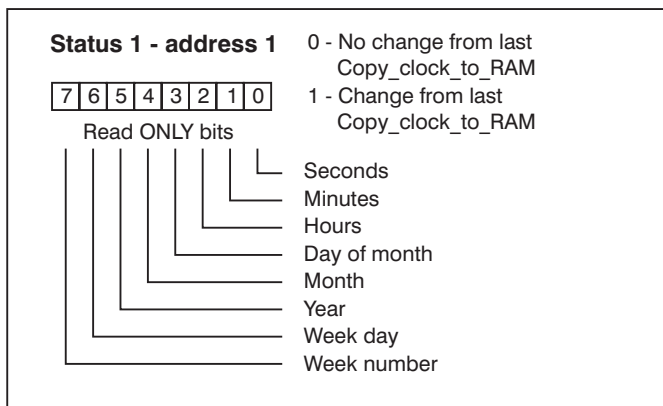 Status 1 - address 1
0 - No change from last
Copy_clock_to_RAM
1 - Change from last
Copy_clock_to_RAM
7 6 5 4 3 2 1 0
Read ONLY bits
Seconds
Minutes
Hours
Day of month
Month
Year
Week day
Week number